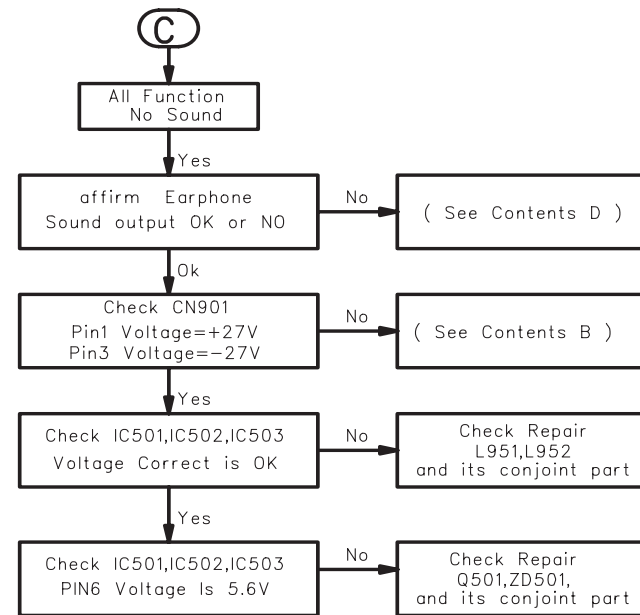 C
All Function
No Sound
Yes
affirm Earphone
Sound output OK or NO
No
( See Contents D )
Ok
Check CN901
Pin1 Voltage=+27V
Pin3 Voltage=-27V
No
( See Contents B )
Yes
Check IC501,IC502,IC503
Voltage Correct is OK
No
Check Repair
L951,L952
and its conjoint part
Yes
Check IC501,IC502,IC503
PIN6 Voltage Is 5.6V
No
Check Repair
Q501,ZD501,
and its conjoint part